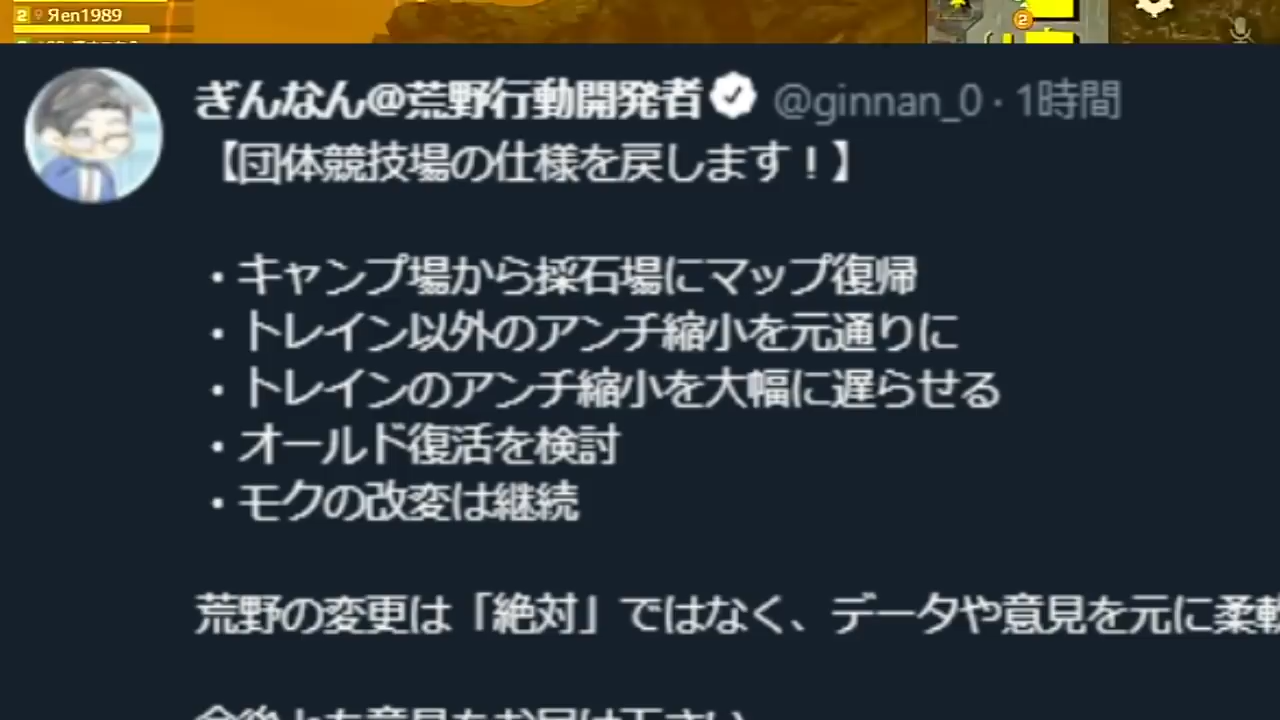 2 9 Яen1989
2
ぎんなん@荒野行動開発者 @ginnan_0 · 1時間
【団体競技場の仕様を戻します！】
・キャンプ場から採石場にマップ復帰
・トレイン以外のアンチ縮小を元通りに
・トレインのアンチ縮小を大幅に遅らせる
・オールド復活を検討
・モクの改変は継続
荒野の変更は「絶対」ではなく、データや意見を元に柔軟